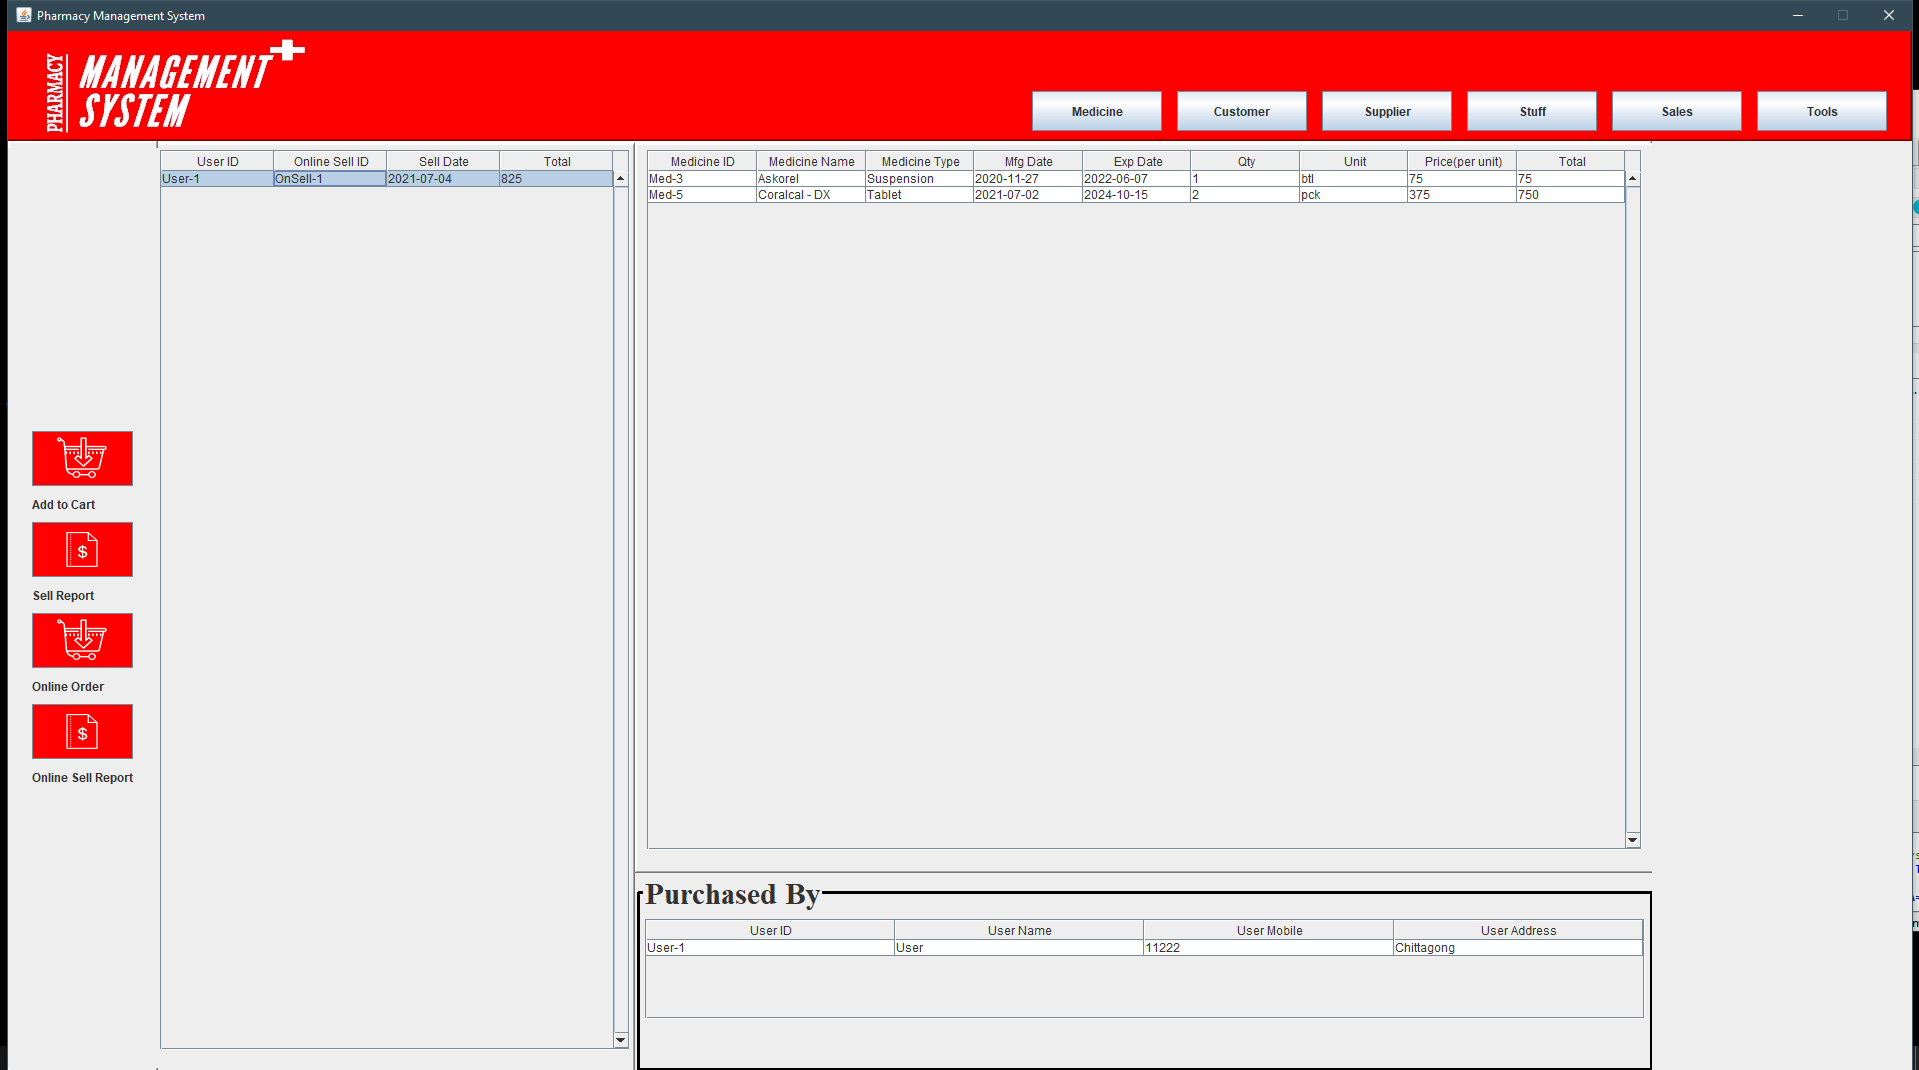 Pharmacy Management System
PHARMACY
MANAGEMENT
SYSTEM
Medicine Customer Supplier Stuff Sales Tools
User ID Online Sell ID Sell Date Total
User-1 OnSell-1 2021-07-04 825
Medicine ID Medicine Name Medicine Type Mfg Date Exp Date Qty Unit Price(per unit) Total
Med-3 Askorel Suspension 2020-11-27 2022-06-07 1 btl 75 75
Med-5 Coralcal - DX Tablet 2021-07-02 2024-10-15 2 pck 375 750
Add to Cart
$
Sell Report
Online Order
$
Online Sell Report
Purchased By
User ID User Name User Mobile User Address
User-1 User 11222 Chittagong